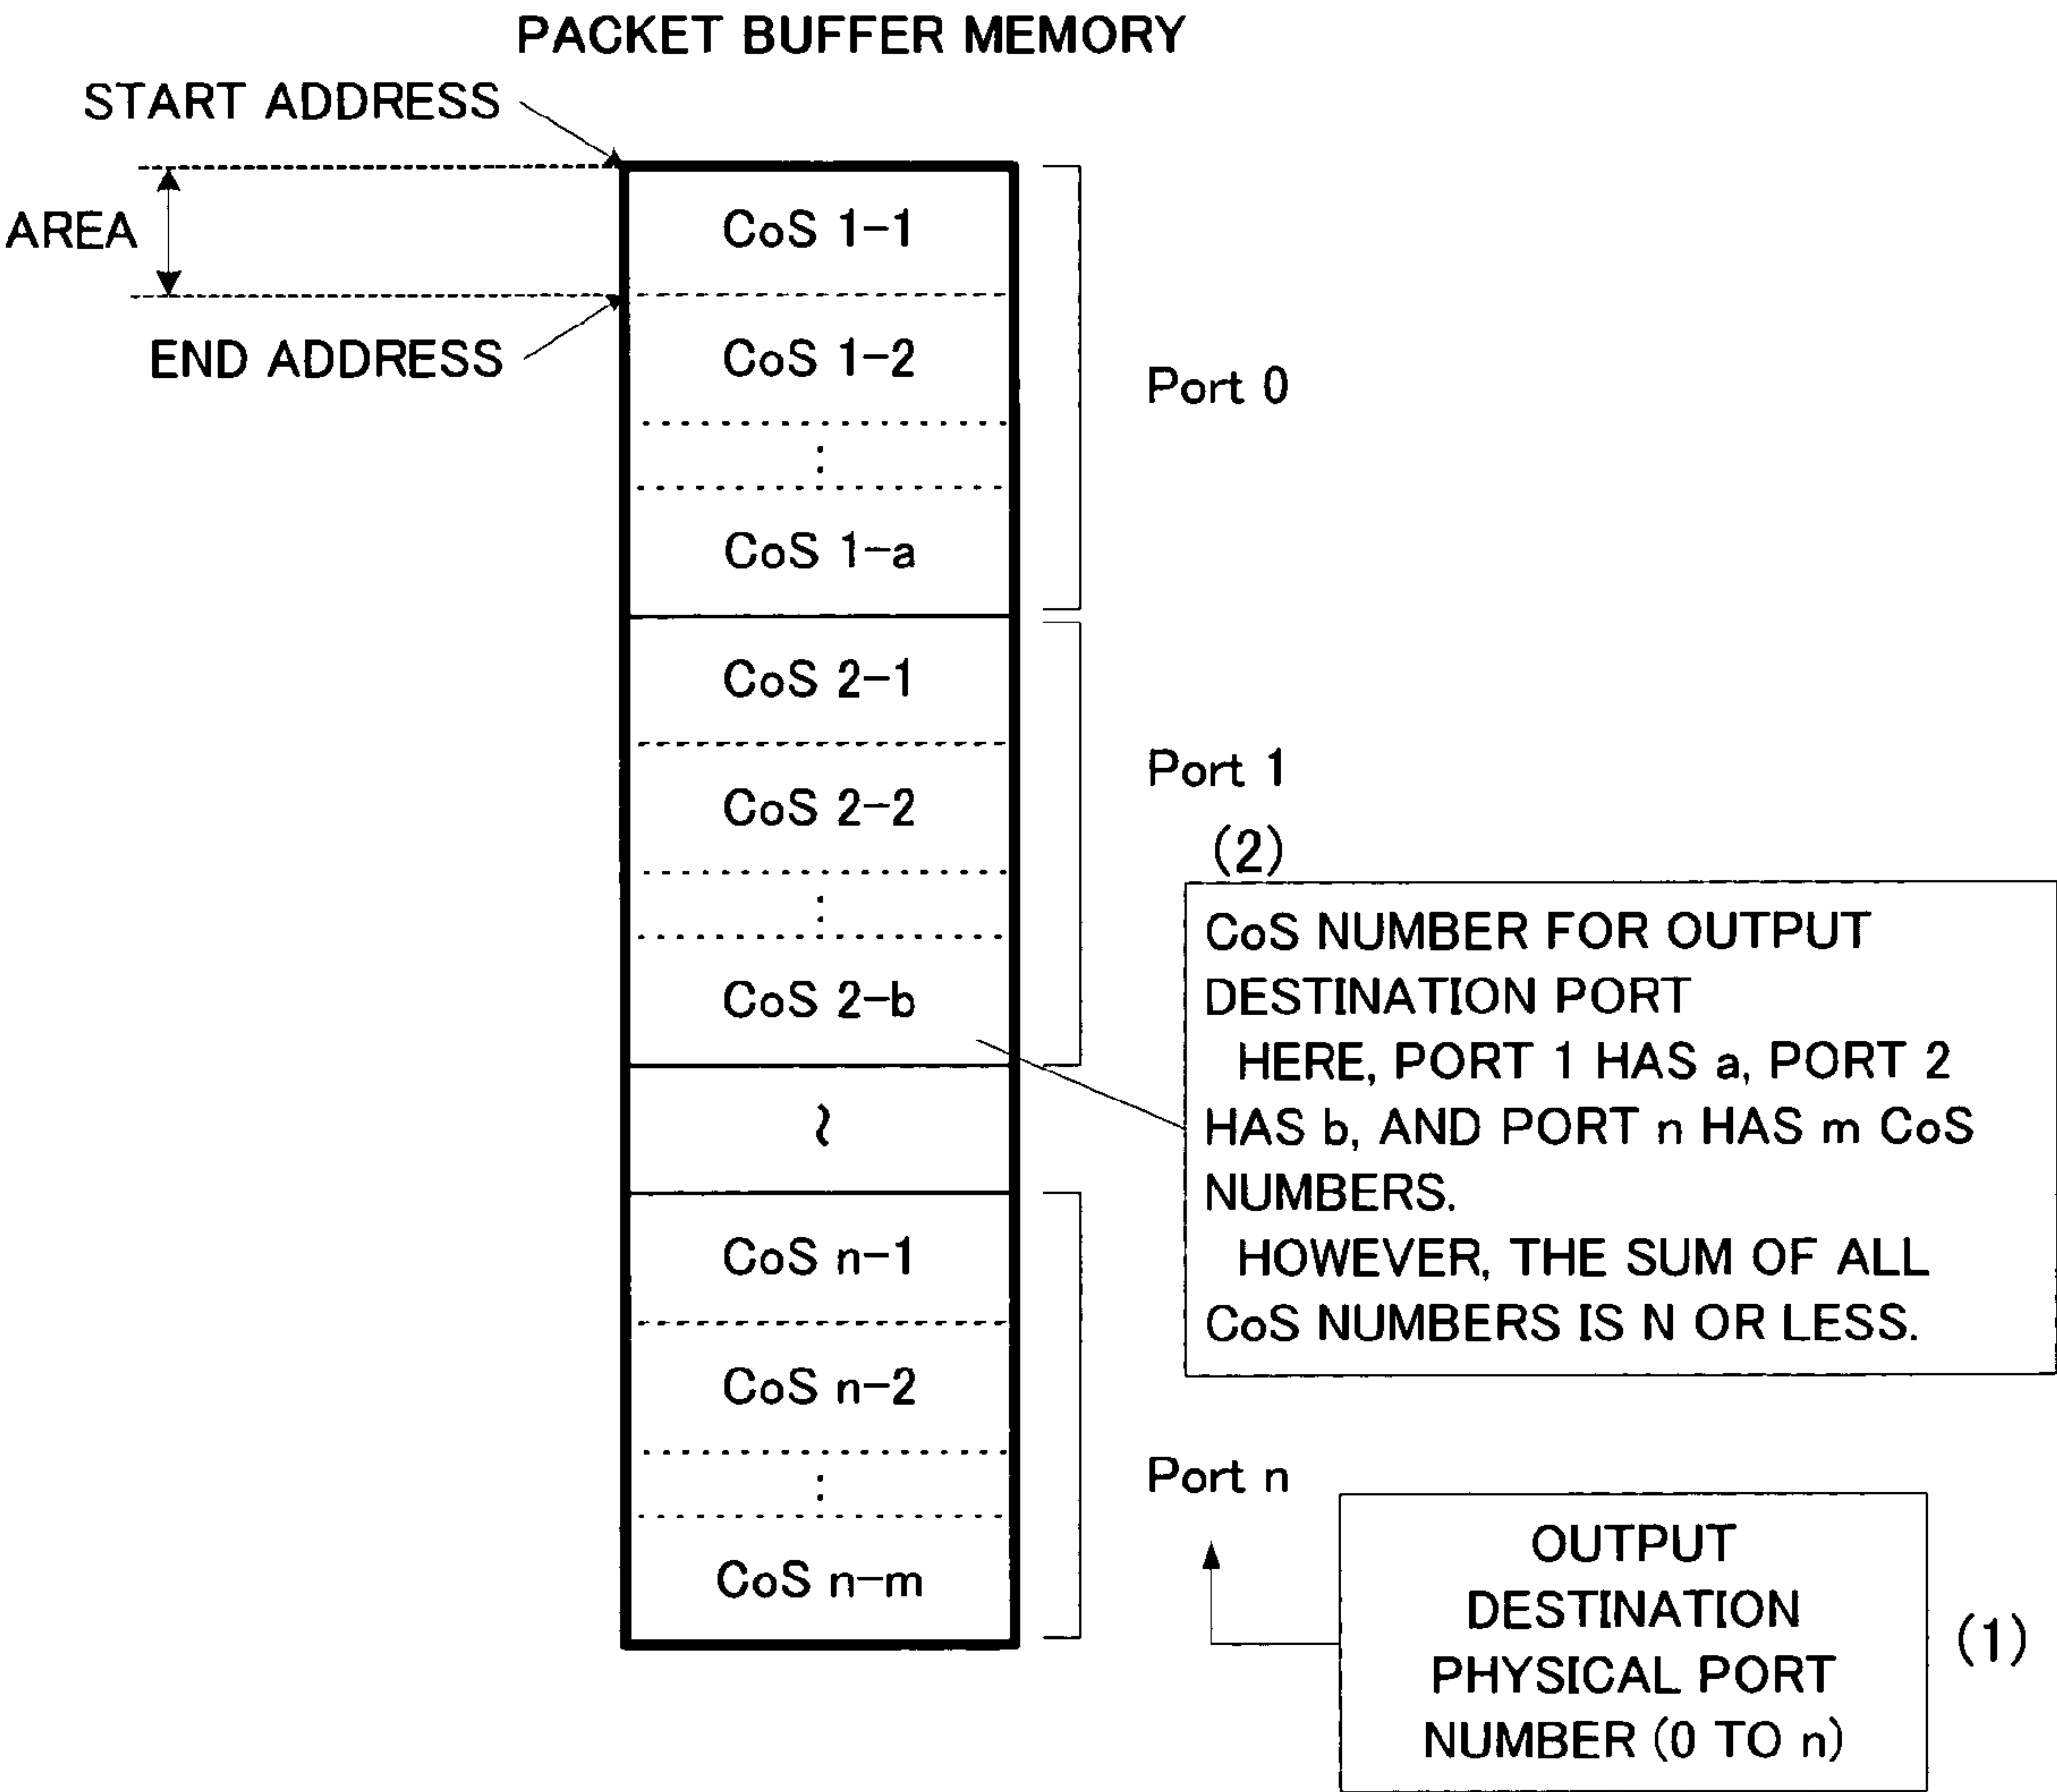 PACKET BUFFER MEMORY
START ADDRESS
AREA
END ADDRESS
CoS 1-1
CoS 1-2
:
CoS 1-a
Port 0
CoS 2-1
CoS 2-2
:
CoS 2-b
Port 1
(2)
CoS NUMBER FOR OUTPUT
DESTINATION PORT
HERE, PORT 1 HAS a, PORT 2
HAS b, AND PORT n HAS m CoS
NUMBERS.
HOWEVER, THE SUM OF ALL
CoS NUMBERS IS N OR LESS.
~
CoS n-1
CoS n-2
:
CoS n-m
Port n
OUTPUT
DESTINATION
PHYSICAL PORT
NUMBER (0 TO n)
(1)